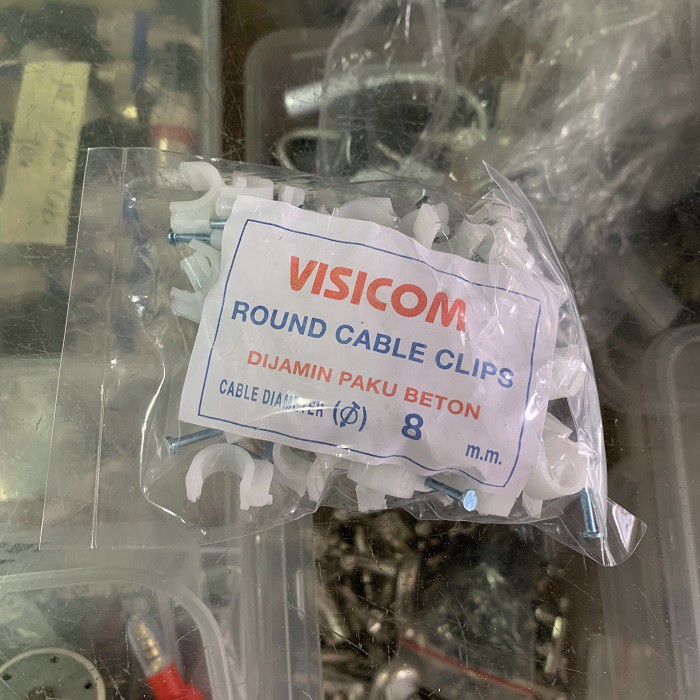 VISICOM
ROUND CABLE CLIPS
DIJAMIN PAKU BETON
CABLE DIAMETER (⌀) 8 m.m.